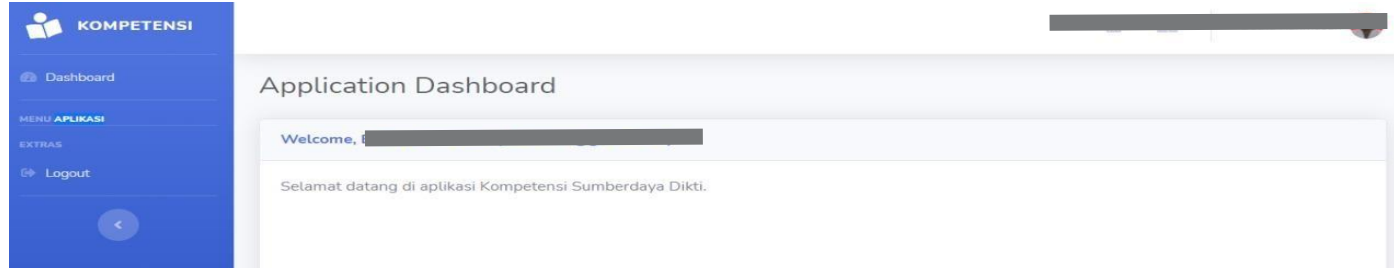 KOMPETENSI
Dashboard
MENU APLIKASI
EXTRAS
Logout
Application Dashboard
Welcome,
Selamat datang di aplikasi Kompetensi Sumberdaya Dikti.